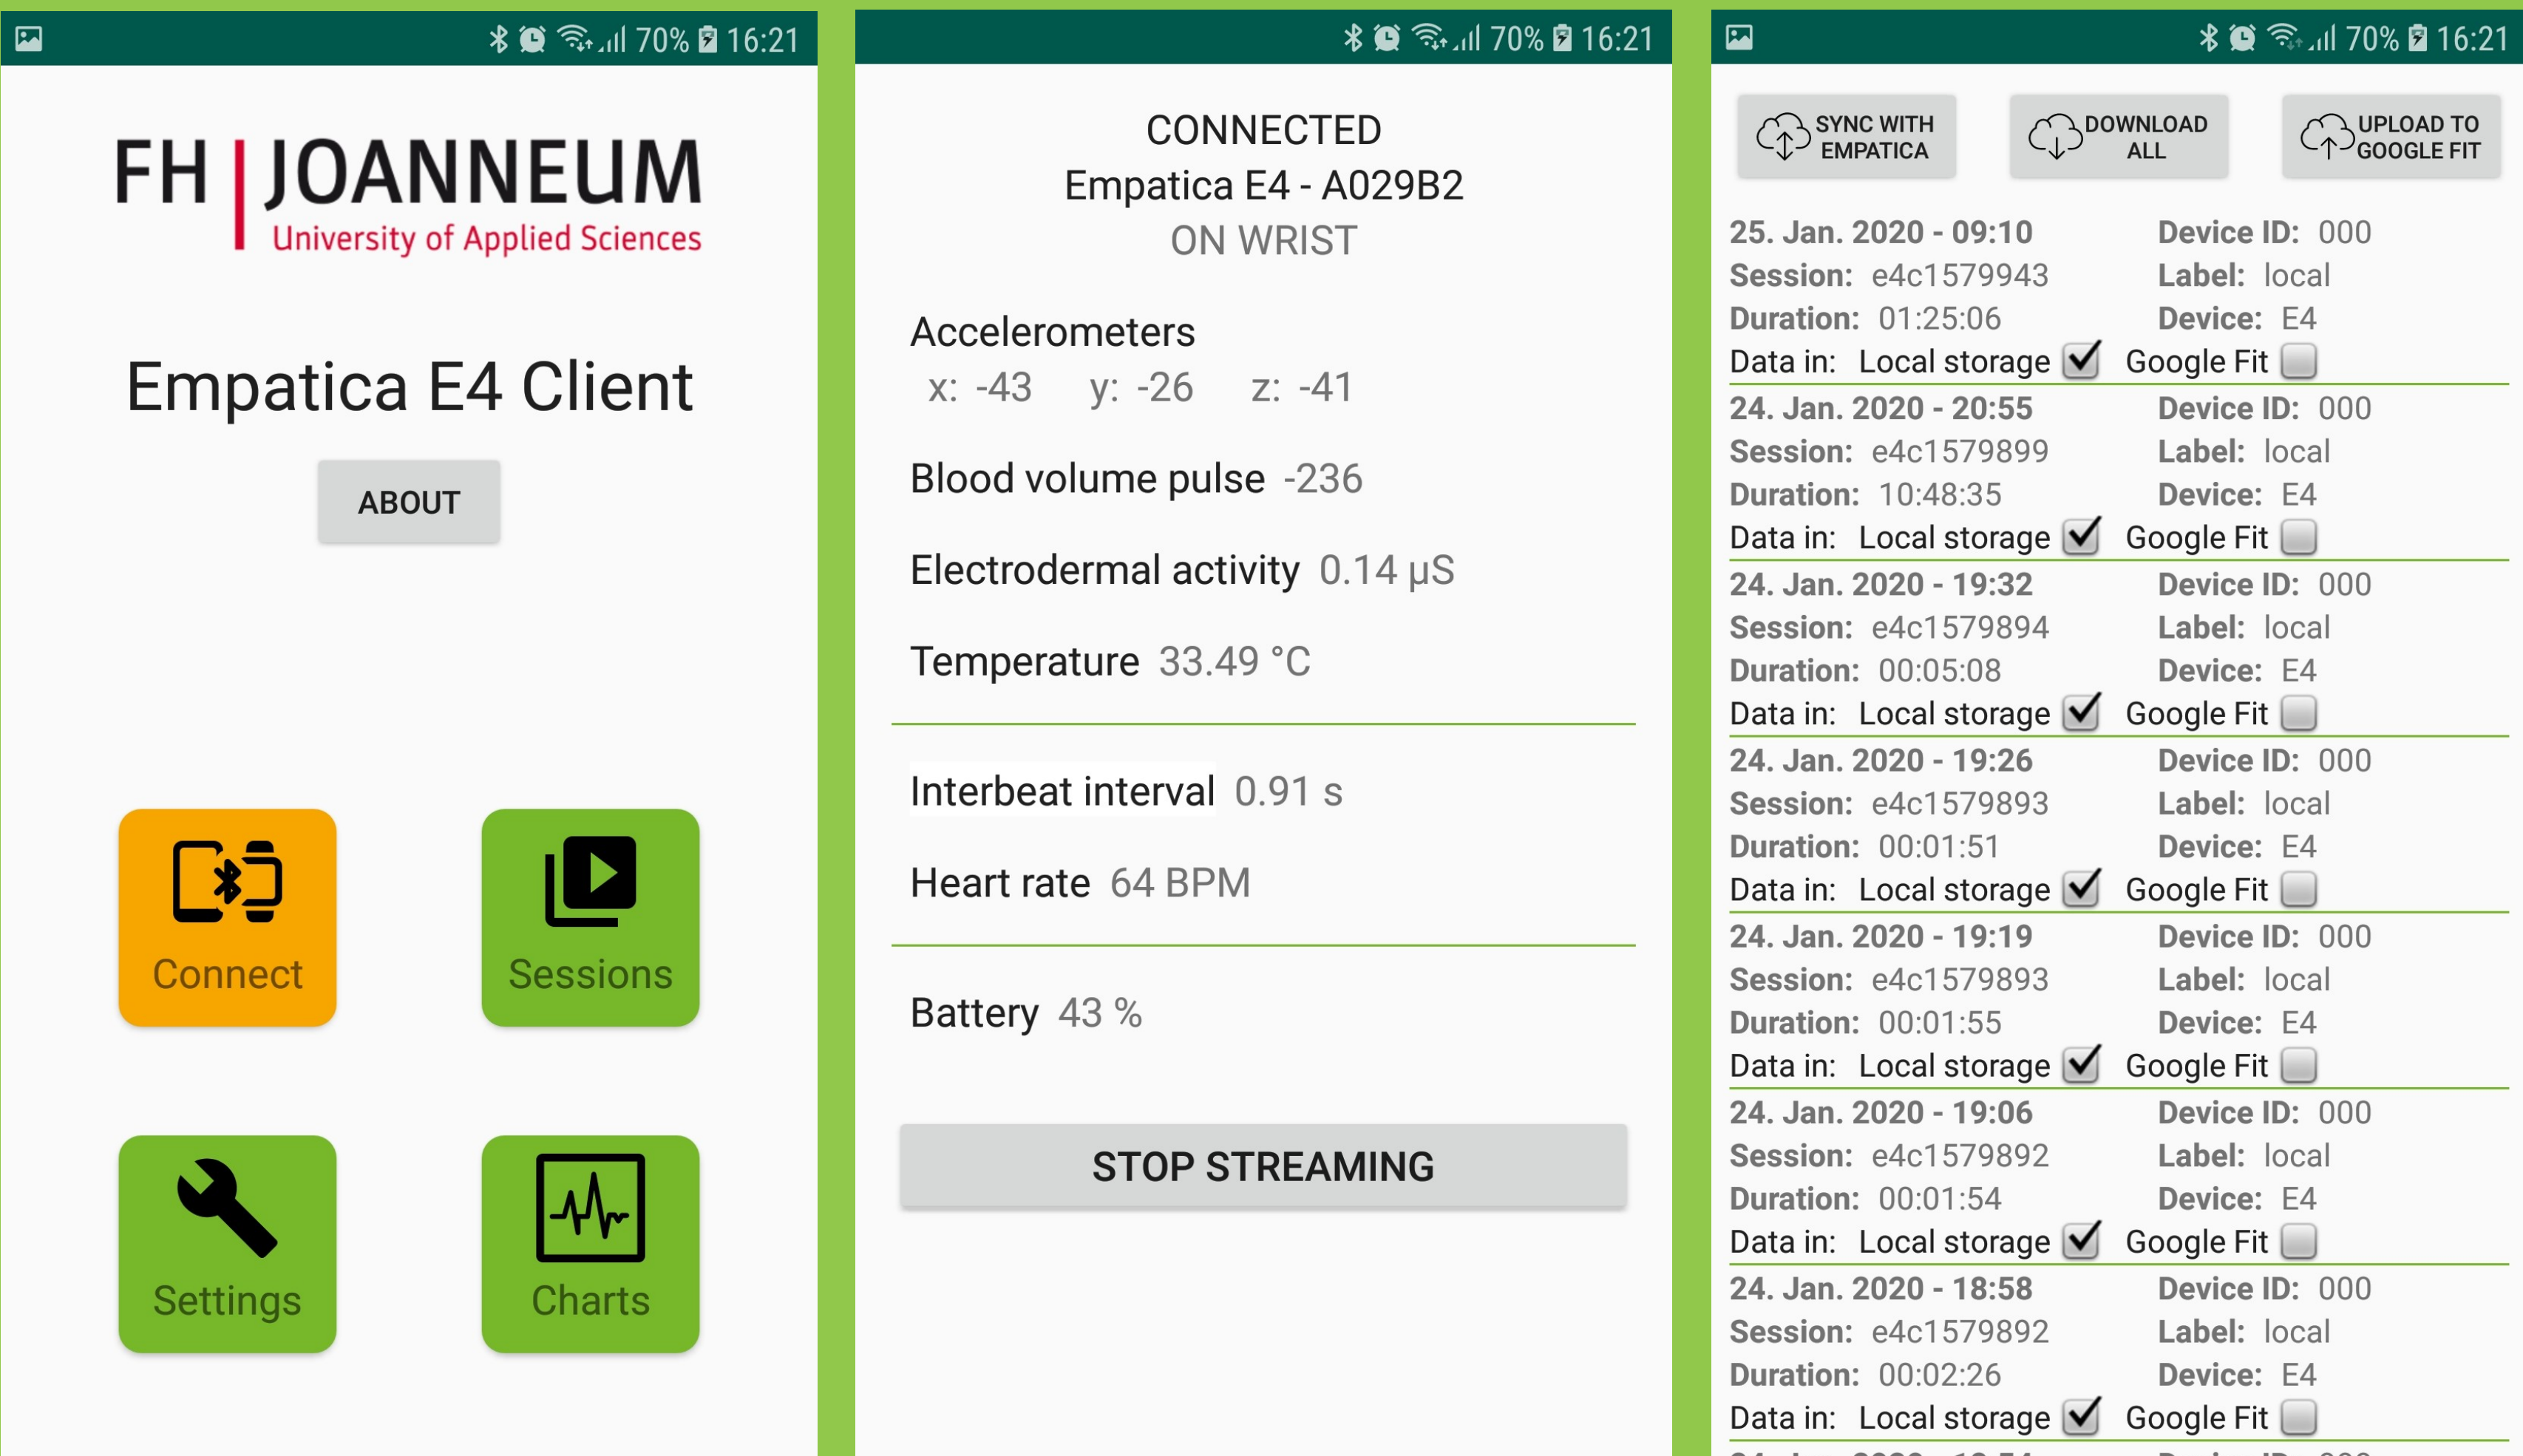 70% 16:21
FH JOANNEUM
University of Applied Sciences
Empatica E4 Client
ABOUT
Connect
Sessions
Settings
Charts
70% 16:21
CONNECTED
Empatica E4 - A029B2
ON WRIST
Accelerometers
x: -43 y: -26 z: -41
Blood volume pulse -236
Electrodermal activity 0.14 µS
Temperature 33.49 °C
Interbeat interval 0.91 s
Heart rate 64 BPM
Battery 43 %
STOP STREAMING
70% 16:21
SYNC WITH
EMPATICA
DOWNLOAD
ALL
UPLOAD TO
GOOGLE FIT
25. Jan. 2020 - 09:10 Device ID: 000
Session: e4c1579943 Label: local
Duration: 01:25:06 Device: E4
Data in: Local storage Google Fit
24. Jan. 2020 - 20:55 Device ID: 000
Session: e4c1579899 Label: local
Duration: 10:48:35 Device: E4
Data in: Local storage Google Fit
24. Jan. 2020 - 19:32 Device ID: 000
Session: e4c1579894 Label: local
Duration: 00:05:08 Device: E4
Data in: Local storage Google Fit
24. Jan. 2020 - 19:26 Device ID: 000
Session: e4c1579893 Label: local
Duration: 00:01:51 Device: E4
Data in: Local storage Google Fit
24. Jan. 2020 - 19:19 Device ID: 000
Session: e4c1579893 Label: local
Duration: 00:01:55 Device: E4
Data in: Local storage Google Fit
24. Jan. 2020 - 19:06 Device ID: 000
Session: e4c1579892 Label: local
Duration: 00:01:54 Device: E4
Data in: Local storage Google Fit
24. Jan. 2020 - 18:58 Device ID: 000
Session: e4c1579892 Label: local
Duration: 00:02:26 Device: E4
Data in: Local storage Google Fit